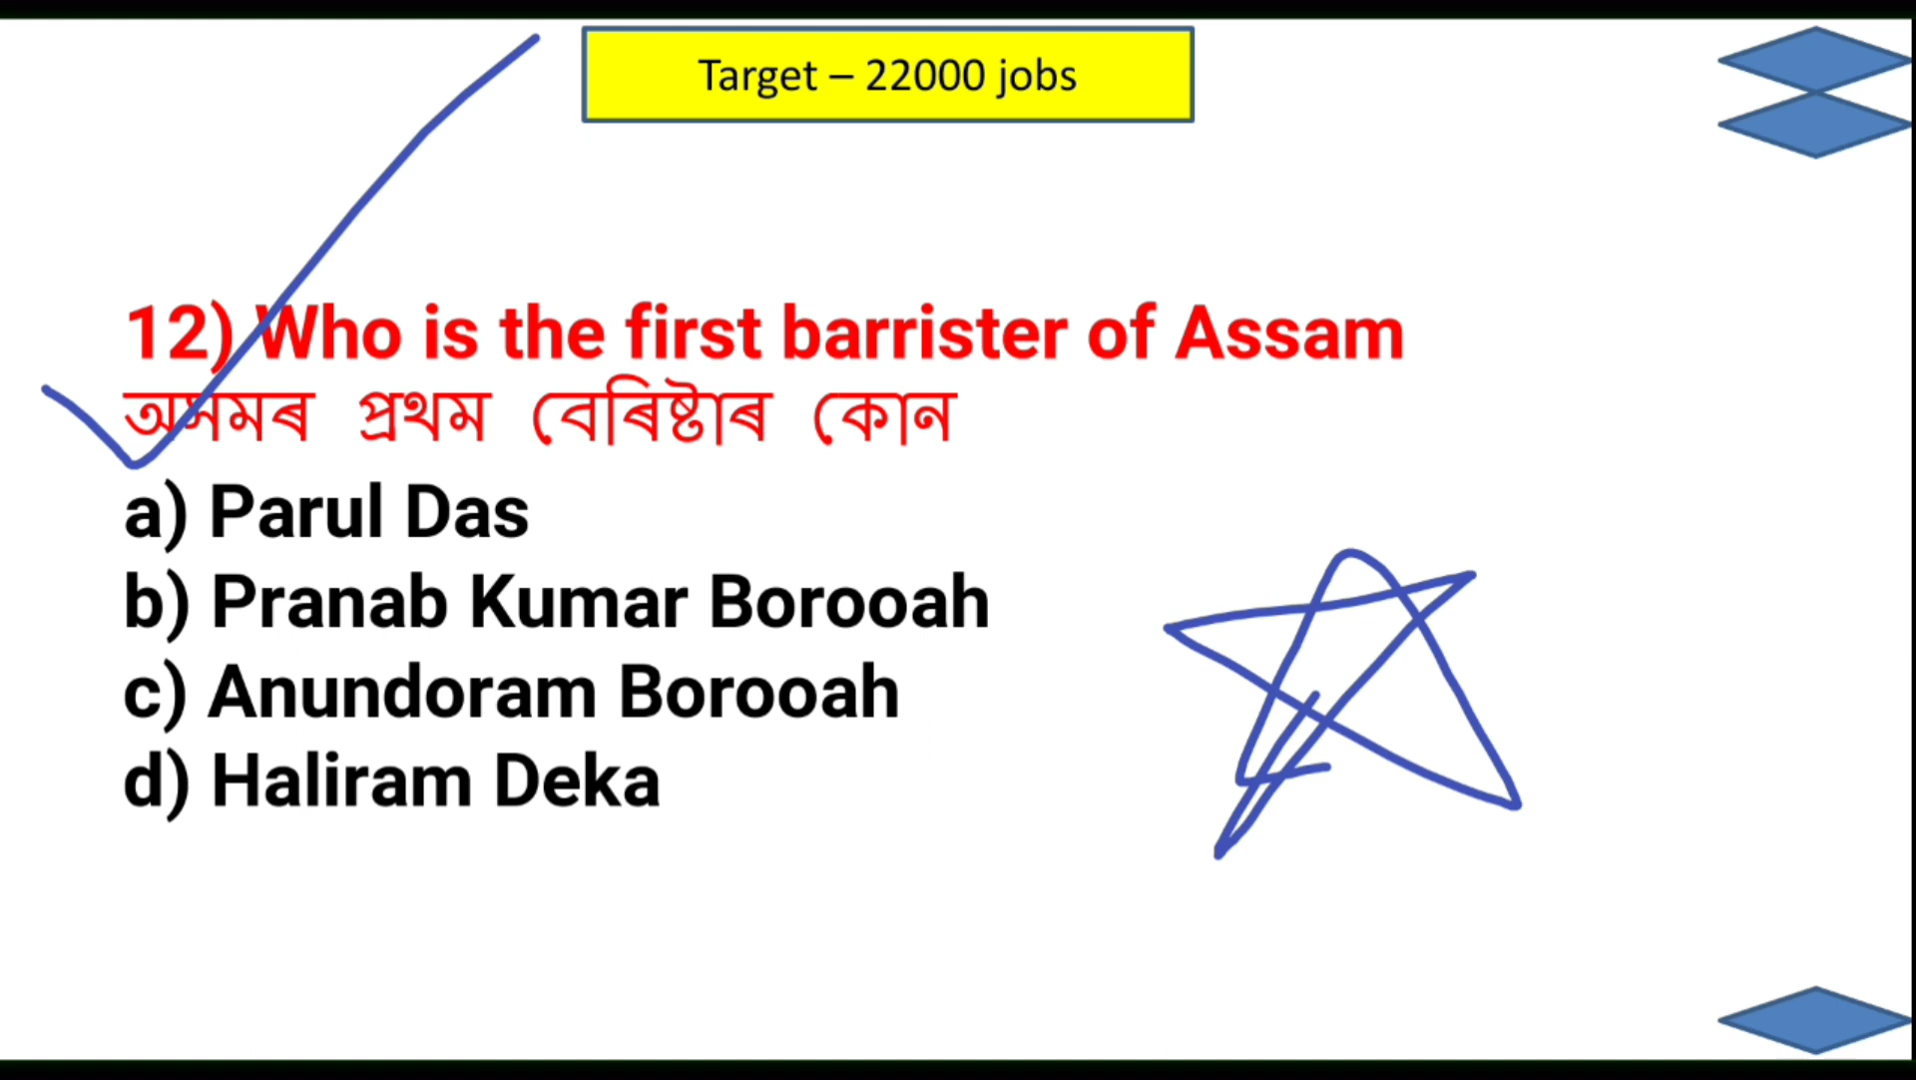 Target – 22000 jobs
12) Who is the first barrister of Assam
অসমৰ প্ৰথম বেৰিষ্টাৰ কোন
a) Parul Das
b) Pranab Kumar Borooah
c) Anundoram Borooah
d) Haliram Deka